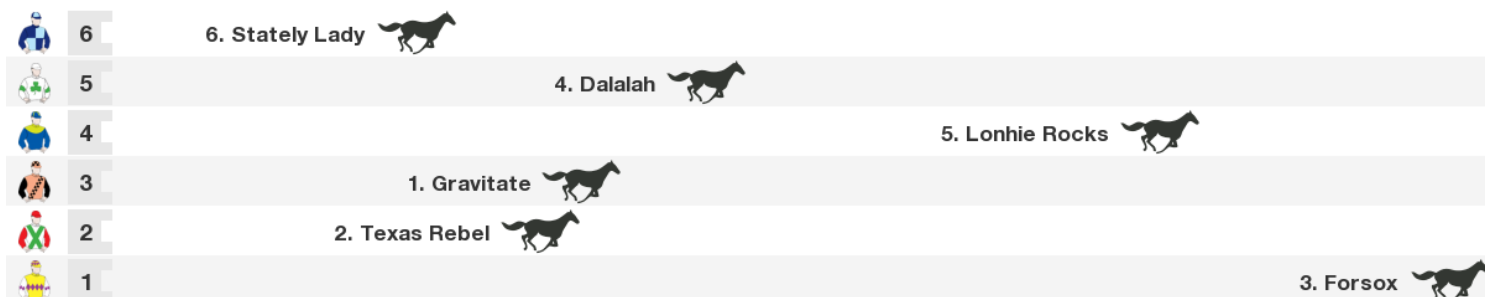 6 6. Stately Lady
5 4. Dalalah
4 5. Lonhie Rocks
3 1. Gravitate
2 2. Texas Rebel
1 3. Forsox